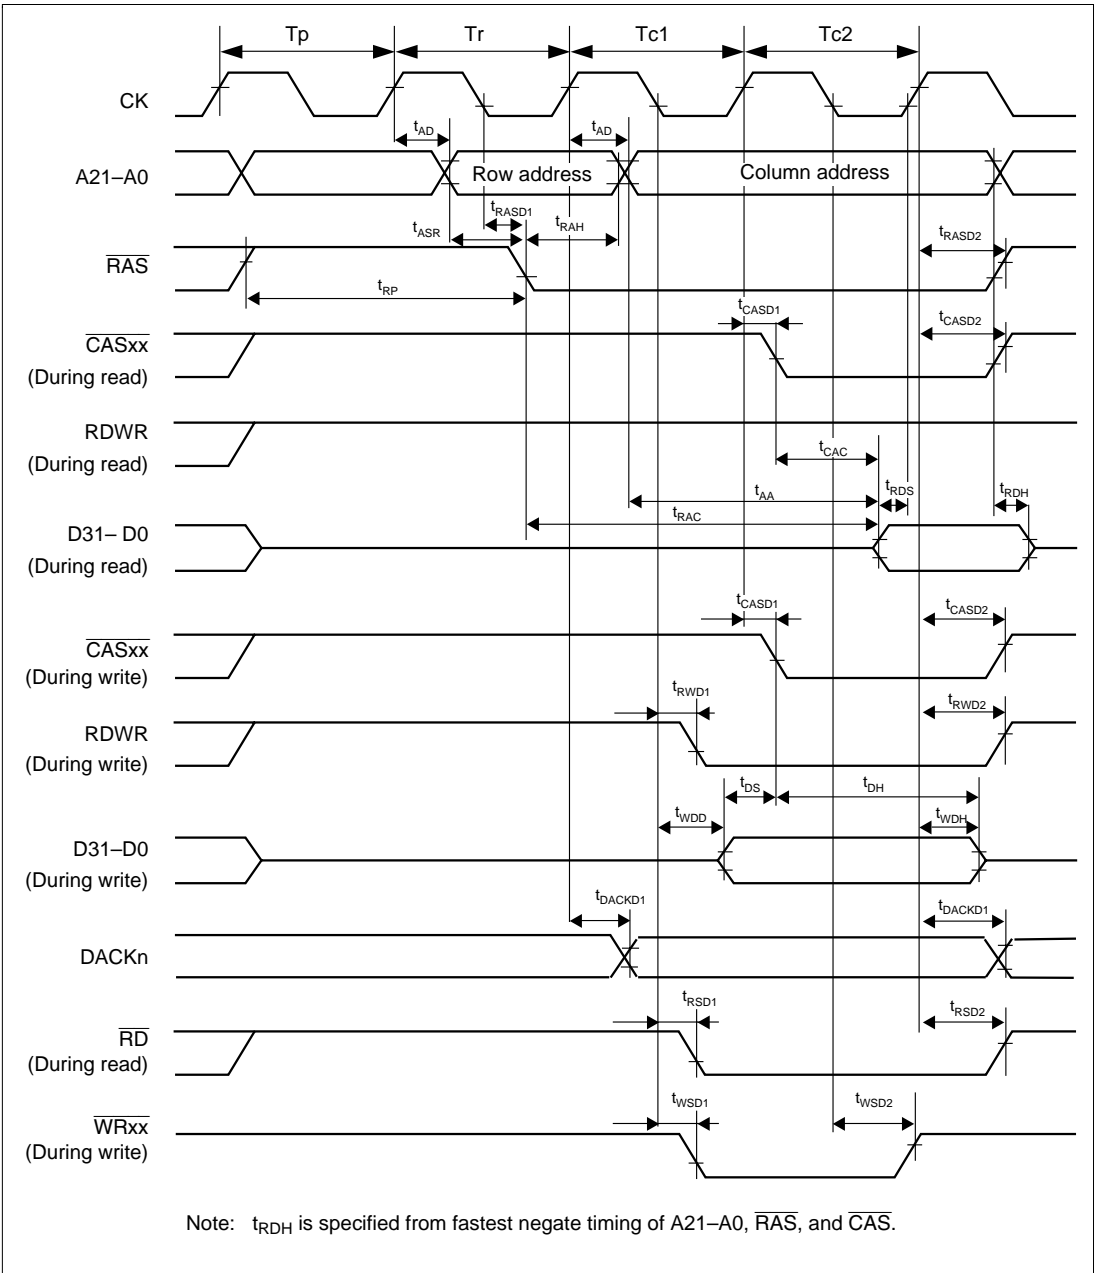 Tp Tr Tc1 Tc2
CK
tAD tAD
A21–A0 Row address Column address
tRASD1
tASR tRAH tRASD2
RAS
tRP
tCASD1 tCASD2
CASxx
(During read)
RDWR
(During read)
tCAC
tAA tRDS tRDH
tRAC
D31– D0
(During read)
tCASD1 tCASD2
CASxx
(During write)
tRWD1 tRWD2
RDWR
(During write)
tDS tDH
tWDD tWDH
D31–D0
(During write)
tDACKD1 tDACKD1
DACKn
tRSD1 tRSD2
RD
(During read)
tWSD1 tWSD2
WRxx
(During write)
Note: tRDH is specified from fastest negate timing of A21–A0, RAS, and CAS.